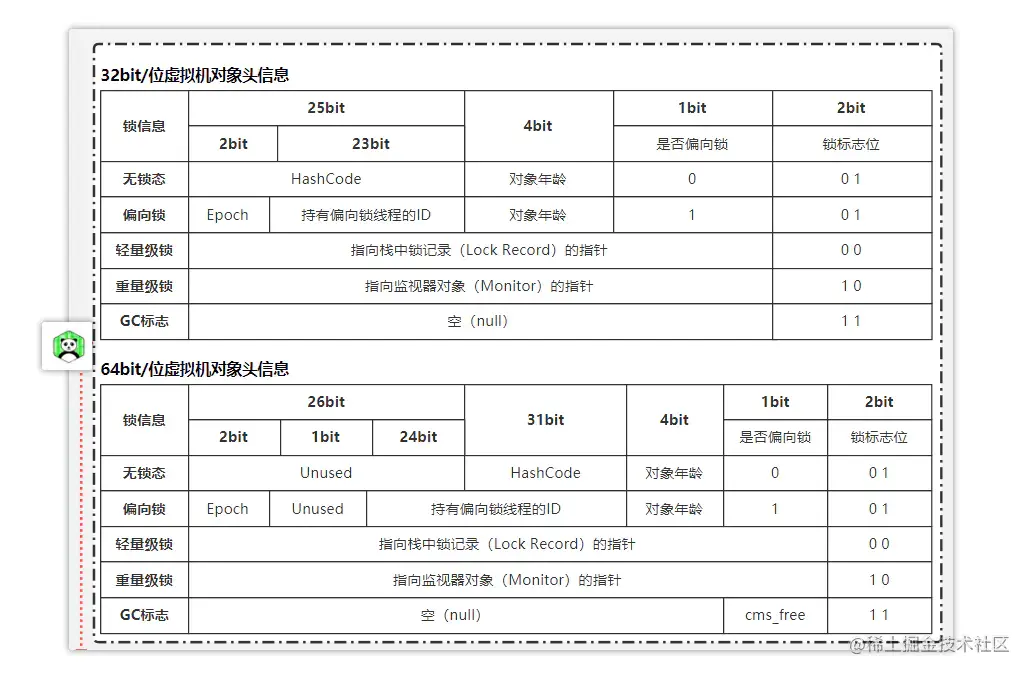 32bit/位虚拟机对象头信息
锁信息 25bit 4bit 1bit 2bit
2bit 23bit 是否偏向锁 锁标志位
无锁态 HashCode 对象年龄 0 0 1
偏向锁 Epoch 持有偏向锁线程的ID 对象年龄 1 0 1
轻量级锁 指向栈中锁记录（Lock Record）的指针 0 0
重量级锁 指向监视器对象（Monitor）的指针 1 0
GC标志 空（null） 1 1
64bit/位虚拟机对象头信息
锁信息 26bit 31bit 4bit 1bit 2bit
2bit 1bit 24bit 是否偏向锁 锁标志位
无锁态 Unused HashCode 对象年龄 0 0 1
偏向锁 Epoch Unused 持有偏向锁线程的ID 对象年龄 1 0 1
轻量级锁 指向栈中锁记录（Lock Record）的指针 0 0
重量级锁 指向监视器对象（Monitor）的指针 1 0
GC标志 空（null） cms_free 1 1
@稀土掘金技术社区